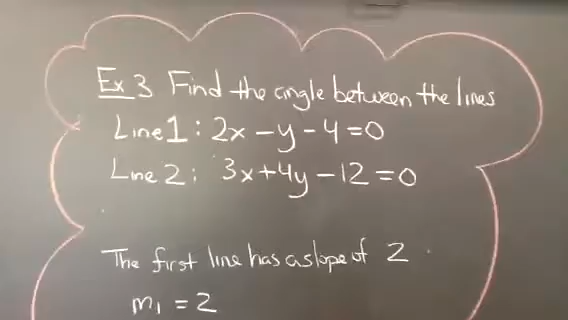 Ex 3 Find the angle between the lines
Line 1: 2x - y - 4 = 0
Line 2: 3x + 4y - 12 = 0
The first line has a slope of 2.
m₁ = 2